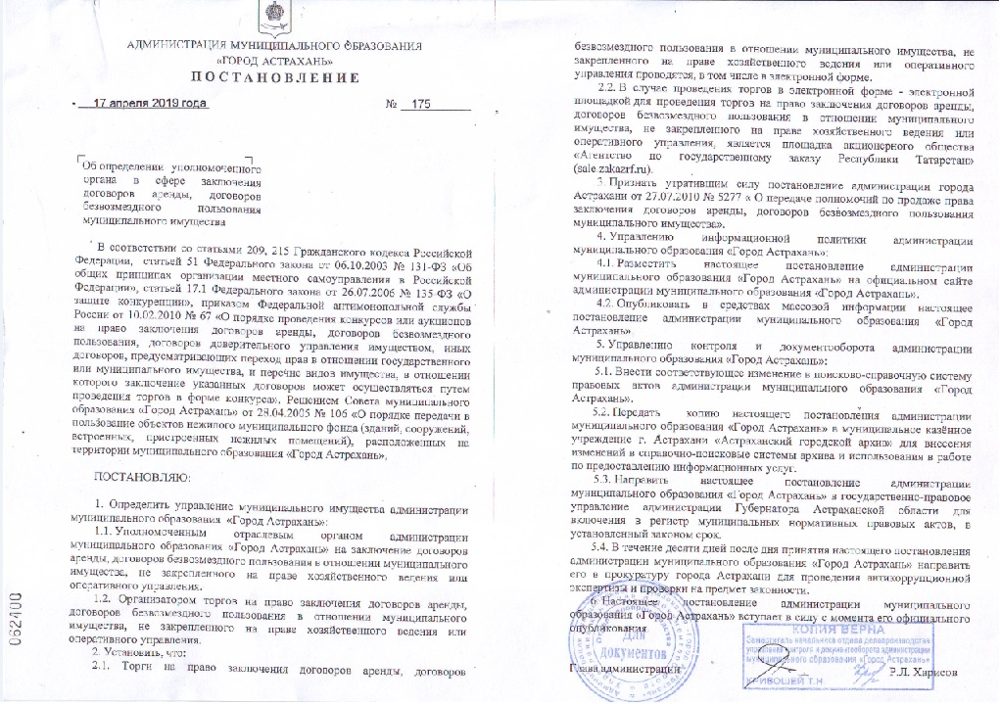 АДМИНИСТРАЦИЯ МУНИЦИПАЛЬНОГО ОБРАЗОВАНИЯ
«ГОРОД АСТРАХАНЬ»
ПОСТАНОВЛЕНИЕ
17 апреля 2019 года № 175
Об определении уполномоченного
органа в сфере заключения
договоров аренды, договоров
безвозмездного пользования
муниципального имущества
В соответствии со статьями 209, 215 Гражданского кодекса Российской
Федерации, статьей 51 Федерального закона от 06.10.2003 № 131-ФЗ «Об
общих принципах организации местного самоуправления в Российской
Федерации», статьей 17.1 Федерального закона от 26.07.2006 № 135-ФЗ «О
защите конкуренции», приказом Федеральной антимонопольной службы
России от 10.02.2010 № 67 «О порядке проведения конкурсов или аукционов
на право заключения договоров аренды, договоров безвозмездного
пользования, договоров доверительного управления имуществом, иных
договоров, предусматривающих переход прав в отношении государственного
или муниципального имущества, и перечне видов имущества, в отношении
которого заключение указанных договоров может осуществляться путем
проведения торгов в форме конкурса», Решением Совета муниципального
образования «Город Астрахань» от 28.04.2005 № 106 «О порядке передачи в
пользование объектов нежилого муниципального фонда (зданий, сооружений,
встроенных, пристроенных нежилых помещений), расположенных на
территории муниципального образования «Город Астрахань»,
ПОСТАНОВЛЯЮ:
1. Определить управление муниципального имущества администрации
муниципального образования «Город Астрахань»:
1.1. Уполномоченным отраслевым органом администрации
муниципального образования «Город Астрахань» на заключение договоров
аренды, договоров безвозмездного пользования в отношении муниципального
имущества, не закрепленного на праве хозяйственного ведения или
оперативного управления.
1.2. Организатором торгов на право заключения договоров аренды,
договоров безвозмездного пользования в отношении муниципального
имущества, не закрепленного на праве хозяйственного ведения или
оперативного управления.
2. Установить, что:
2.1. Торги на право заключения договоров аренды, договоров
062400
безвозмездного пользования в отношении муниципального имущества, не
закрепленного на праве хозяйственного ведения или оперативного
управления проводятся, в том числе в электронной форме.
2.2. В случае проведения торгов в электронной форме - электронной
площадкой для проведения торгов на право заключения договоров аренды,
договоров безвозмездного пользования в отношении муниципального
имущества, не закрепленного на праве хозяйственного ведения или
оперативного управления, является площадка акционерного общества
«Агентство по государственному заказу Республики Татарстан»
(sale.zakazrf.ru).
3. Признать утратившим силу постановление администрации города
Астрахани от 27.07.2010 № 5277 « О передаче полномочий по продаже права
заключения договоров аренды, договоров безвозмездного пользования
муниципального имущества».
4. Управлению информационной политики администрации
муниципального образования «Город Астрахань»:
4.1. Разместить настоящее постановление администрации
муниципального образования «Город Астрахань» на официальном сайте
администрации муниципального образования «Город Астрахань».
4.2. Опубликовать в средствах массовой информации настоящее
постановление администрации муниципального образования «Город
Астрахань»
5. Управлению контроля и документооборота администрации
муниципального образования «Город Астрахань»:
5.1. Внести соответствующее изменение в поисково-справочную систему
правовых актов администрации муниципального образования «Город
Астрахань».
5.2. Передать копию настоящего постановления администрации
муниципального образования «Город Астрахань» в муниципальное казённое
учреждение г. Астрахани «Астраханский городской архив» для внесения
изменений в справочно-поисковые системы архива и использования в работе
по предоставлению информационных услуг.
5.3. Направить настоящее постановление администрации
муниципального образования «Город Астрахань» в государственно-правовое
управление администрации Губернатора Астраханской области для
включения в регистр муниципальных нормативных правовых актов, в
установленный законом срок.
5.4. В течение десяти дней после дня принятия настоящего постановления
администрации муниципального образования «Город Астрахань» направить
его в прокуратуру города Астрахани для проведения антикоррупционной
экспертизы и проверки на предмет законности.
6. Настоящее постановление администрации муниципального
образования «Город Астрахань» вступает в силу с момента его официального
опубликования
Для
документов
КОПИЯ ВЕРНА
Заместитель начальника отдела делопроизводства
управления контроля и документооборота администрации
муниципального образования «Город Астрахань»
КРИВОШЕЙ Т.Н.
Глава администрации Р.Л. Харисов